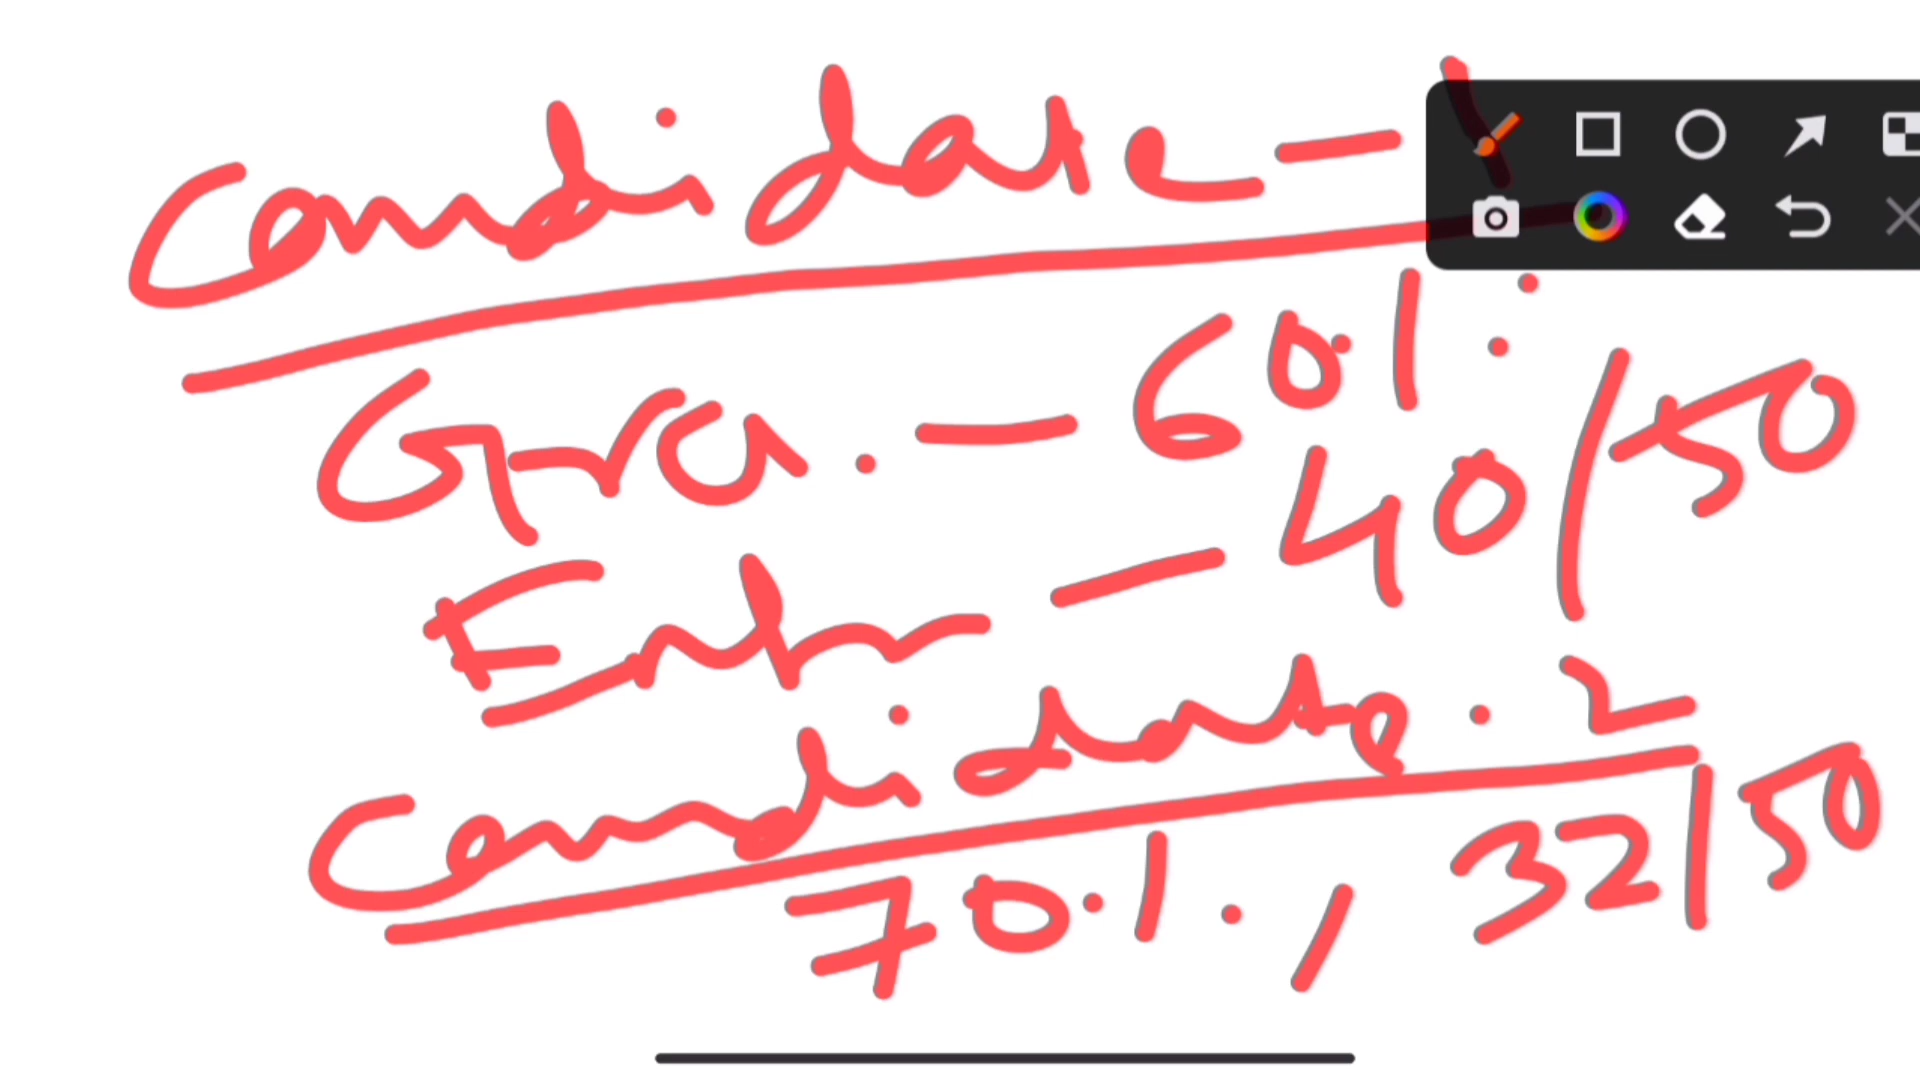 Candidate - 1
Gra. - 60%
Entr - 40/50
Candidate. 2
70%, 32/50